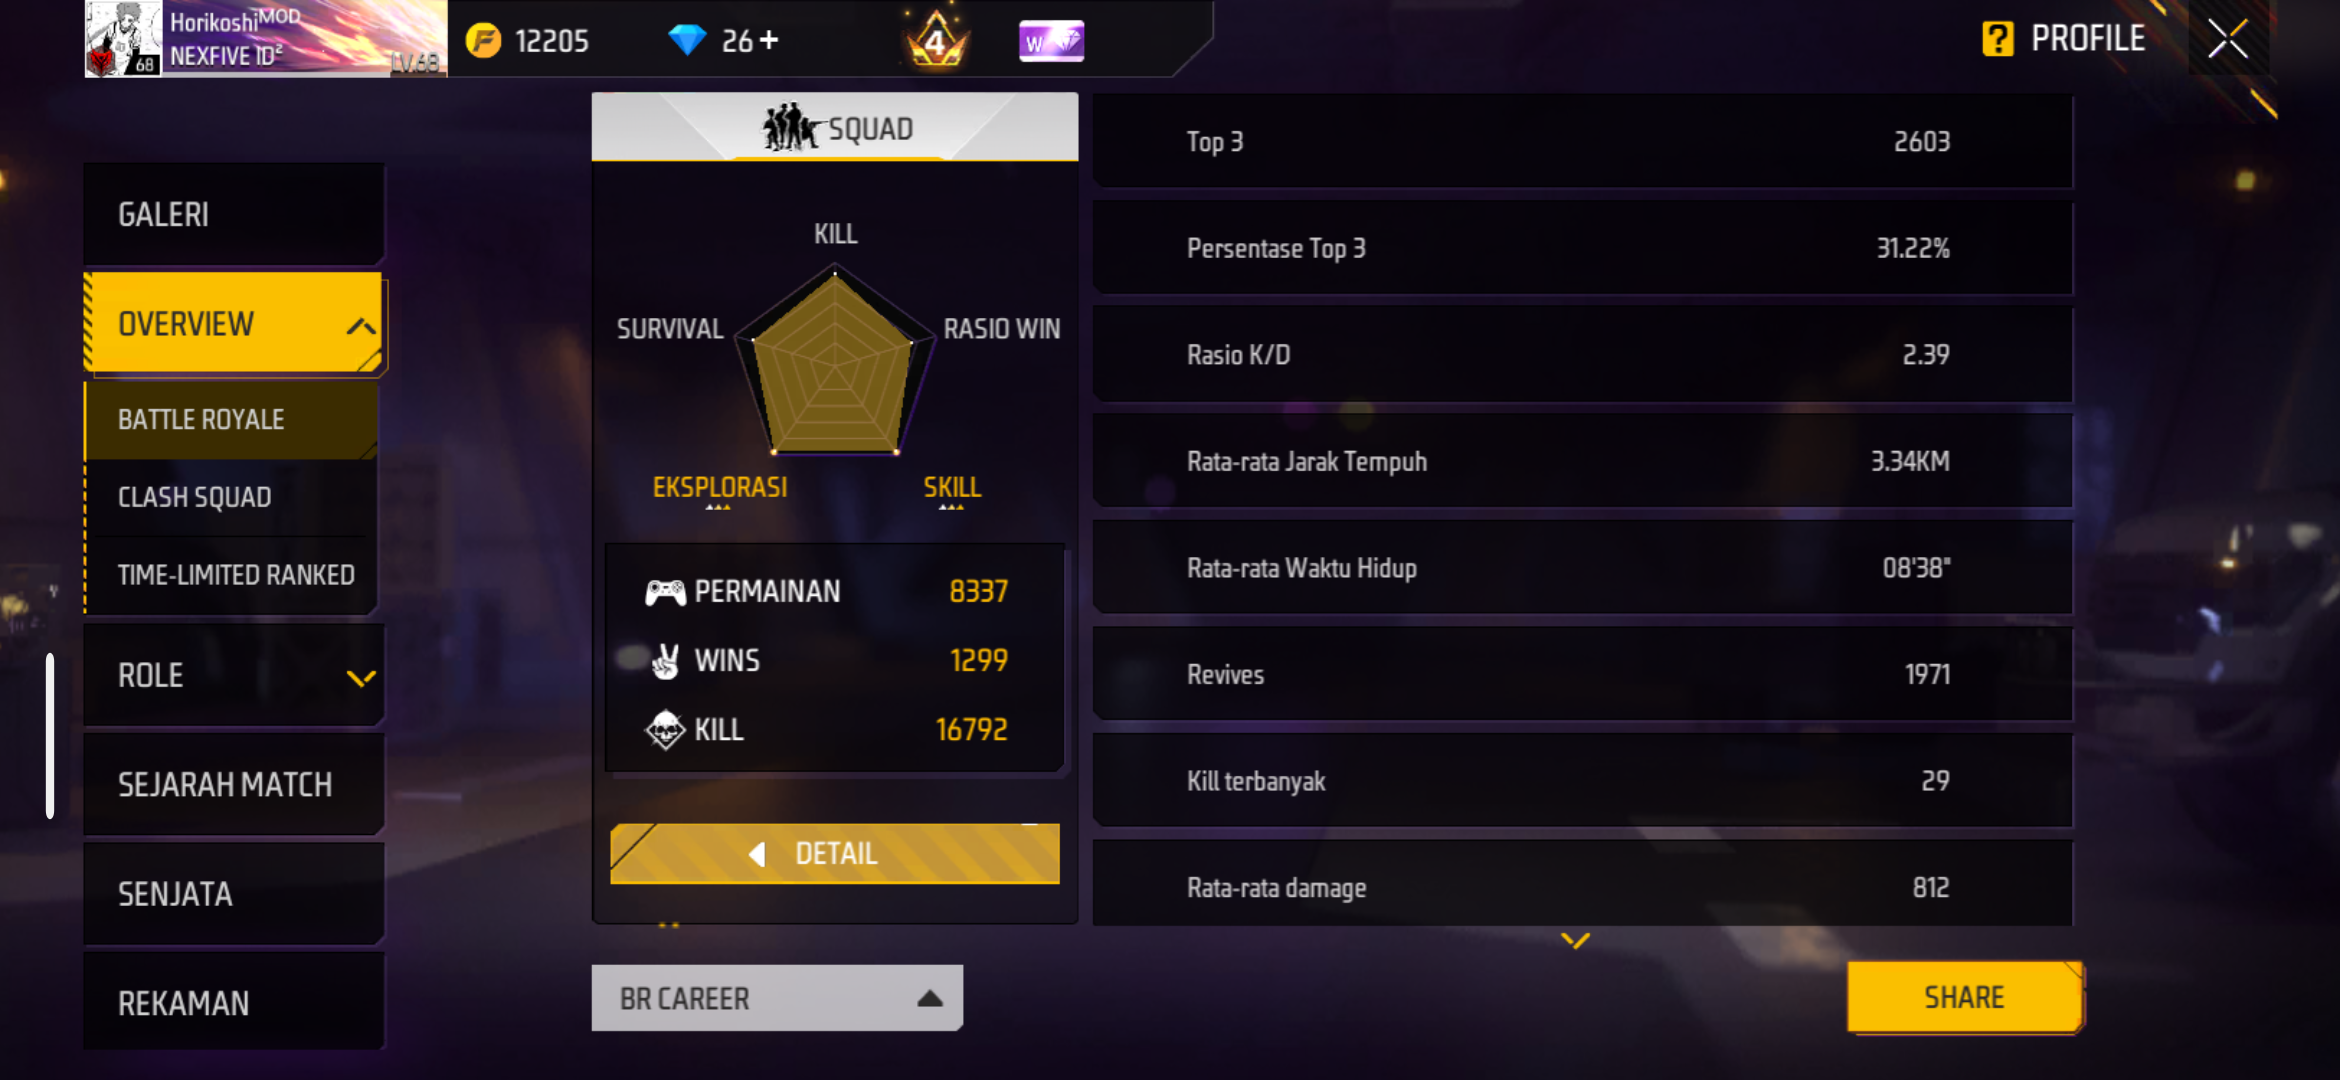 Horikoshiᴹᴼᴰ
NEXFIVE ID²
LV.68
68
12205
26+
4
W
? PROFILE
GALERI
OVERVIEW
BATTLE ROYALE
CLASH SQUAD
TIME-LIMITED RANKED
ROLE
SEJARAH MATCH
SENJATA
REKAMAN
SQUAD
KILL
SURVIVAL
RASIO WIN
EKSPLORASI
SKILL
PERMAINAN 8337
WINS 1299
KILL 16792
DETAIL
BR CAREER
Top 3 2603
Persentase Top 3 31.22%
Rasio K/D 2.39
Rata-rata Jarak Tempuh 3.34KM
Rata-rata Waktu Hidup 08'38"
Revives 1971
Kill terbanyak 29
Rata-rata damage 812
SHARE